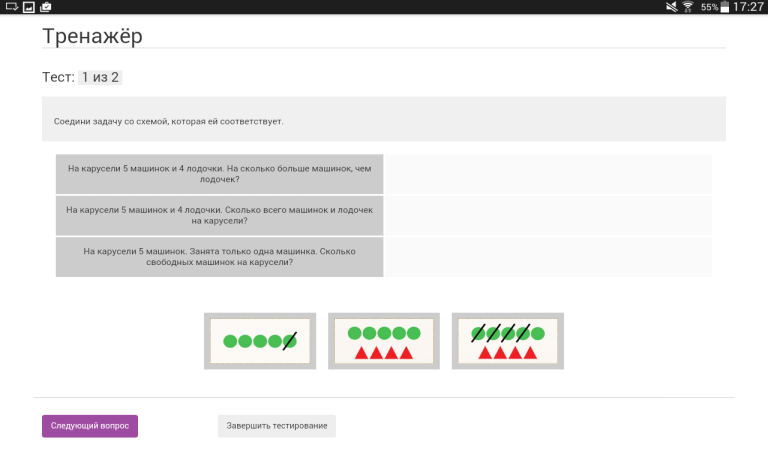 55% 17:27
Тренажёр
Тест: 1 из 2
Соедини задачу со схемой, которая ей соответствует.
На карусели 5 машинок и 4 лодочки. На сколько больше машинок, чем
лодочек?
На карусели 5 машинок и 4 лодочки. Сколько всего машинок и лодочек
на карусели?
На карусели 5 машинок. Занята только одна машинка. Сколько
свободных машинок на карусели?
Следующий вопрос
Завершить тестирование